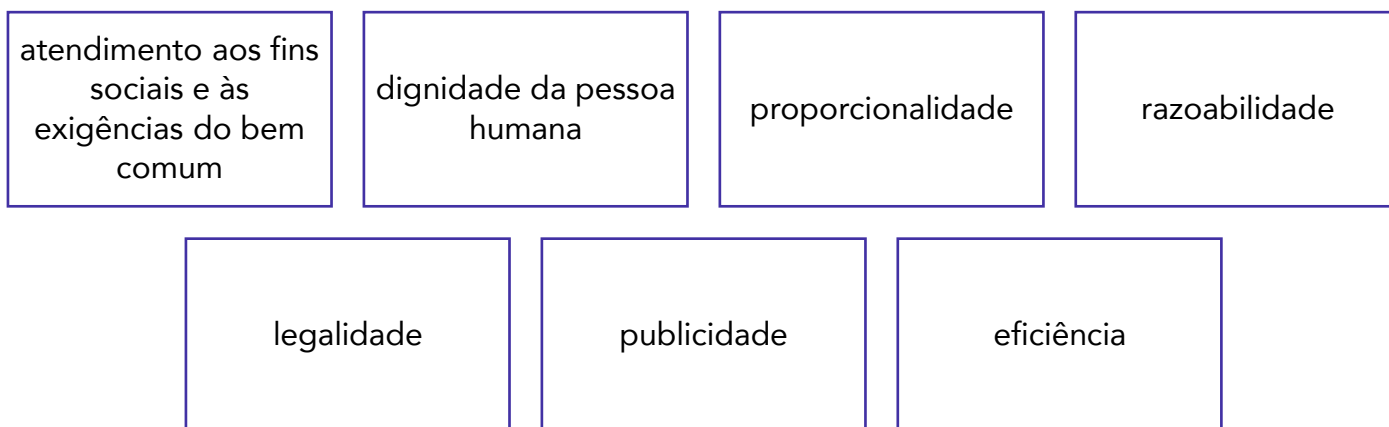 atendimento aos fins
sociais e às
exigências do bem
comum
dignidade da pessoa
humana
proporcionalidade
razoabilidade
legalidade
publicidade
eficiência